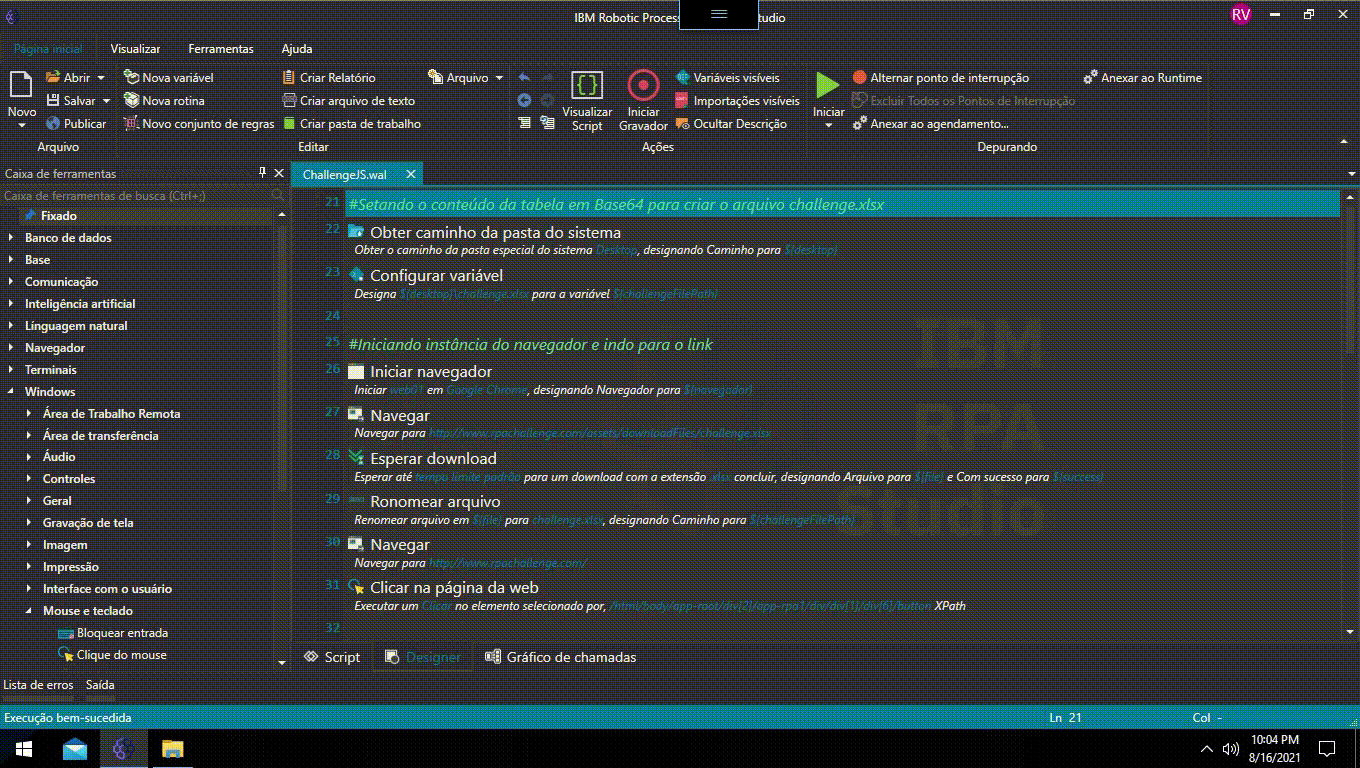 IBM Robotic Process
tudio
RV
Página inicial
Visualizar
Ferramentas
Ajuda
Novo
Abrir
Salvar
Publicar
Arquivo
Nova variável
Nova rotina
Novo conjunto de regras
Criar Relatório
Criar arquivo de texto
Criar pasta de trabalho
Arquivo
Editar
Visualizar
Script
Iniciar
Gravador
Variáveis visíveis
Importações visíveis
Ocultar Descrição
Ações
Iniciar
Alternar ponto de interrupção
Excluir Todos os Pontos de Interrupção
Anexar ao agendamento...
Anexar ao Runtime
Depurando
Caixa de ferramentas
Caixa de ferramentas de busca (Ctrl+;)
Fixado
Banco de dados
Base
Comunicação
Inteligência artificial
Linguagem natural
Navegador
Terminais
Windows
Área de Trabalho Remota
Área de transferência
Áudio
Controles
Geral
Gravação de tela
Imagem
Impressão
Interface com o usuário
Mouse e teclado
Bloquear entrada
Clique do mouse
ChallengeJS.wal
21 #Setando o conteúdo da tabela em Base64 para criar o arquivo challenge.xlsx
22 Obter caminho da pasta do sistema
Obter o caminho da pasta especial do sistema Desktop, designando Caminho para ${desktop}
23 Configurar variável
Designa ${desktop}\challenge.xlsx para a variável ${challengeFilePath}
24
25 #Iniciando instância do navegador e indo para o link
26 Iniciar navegador
Iniciar web01 em Google Chrome, designando Navegador para ${navegador}
27 Navegar
Navegar para http://www.rpachallenge.com/assets/downloadFiles/challenge.xlsx
28 Esperar download
Esperar até tempo limite padrão para um download com a extensão .xlsx concluir, designando Arquivo para ${file} e Com sucesso para ${success}
29 Ronomear arquivo
Renomear arquivo em ${file} para challenge.xlsx, designando Caminho para ${challengeFilePath}
30 Navegar
Navegar para http://www.rpachallenge.com/
31 Clicar na página da web
Executar um Clicar no elemento selecionado por, /html/body/app-root/div[2]/app-rpa1/div/div[1]/div[6]/button XPath
32
IBM
RPA
Studio
Script
Designer
Gráfico de chamadas
Lista de erros
Saída
Execução bem-sucedida
Ln 21
Col -
10:04 PM
8/16/2021